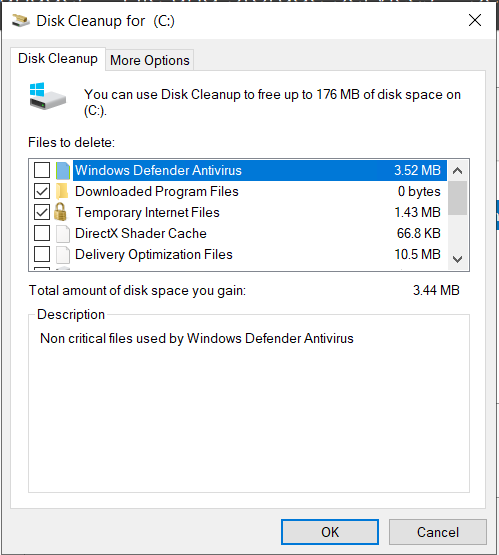 Disk Cleanup for (C:)
Disk Cleanup
More Options
You can use Disk Cleanup to free up to 176 MB of disk space on
(C:).
Files to delete:
Windows Defender Antivirus 3.52 MB
Downloaded Program Files 0 bytes
Temporary Internet Files 1.43 MB
DirectX Shader Cache 66.8 KB
Delivery Optimization Files 10.5 MB
Total amount of disk space you gain: 3.44 MB
Description
Non critical files used by Windows Defender Antivirus
OK
Cancel